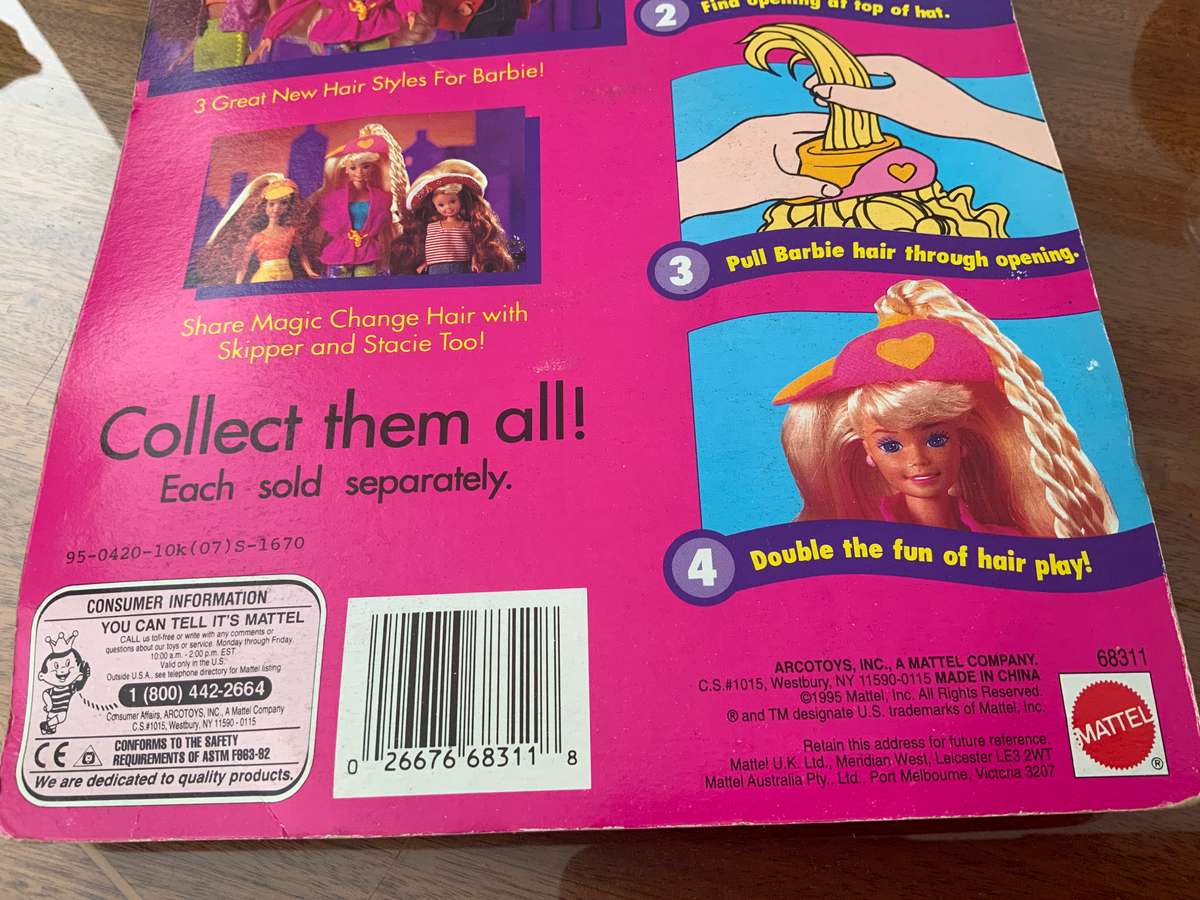 2 Find opening at top of hat.
3 Great New Hair Styles For Barbie!
3 Pull Barbie hair through opening.
Share Magic Change Hair with
Skipper and Stacie Too!
Collect them all!
Each sold separately.
4 Double the fun of hair play!
95-0420-10k(07)S-1670
CONSUMER INFORMATION
YOU CAN TELL IT'S MATTEL
CALL us toll-free or write with any comments or
questions about our toys or service. Monday through Friday.
10:00 a.m. - 2:00 p.m. EST.
Valid only in the U.S.
Outside U.S.A., see telephone directory for Mattel listing
1 (800) 442-2664
Consumer Affairs, ARCOTOYS, INC., A Mattel Company
C.S.#1015, Westbury, NY 11590 - 0115
CE
CONFORMS TO THE SAFETY
REQUIREMENTS OF ASTM F963-92
We are dedicated to quality products.
0 26676 68311 8
68311
ARCOTOYS, INC., A MATTEL COMPANY.
C.S.#1015, Westbury, NY 11590-0115 MADE IN CHINA
©1995 Mattel, Inc. All Rights Reserved.
® and TM designate U.S. trademarks of Mattel, Inc.
Retain this address for future reference.
Mattel U.K. Ltd., Meridian West, Leicester LE3 2WT
Mattel Australia Pty., Ltd., Port Melbourne, Victoria 3207
MATTEL®